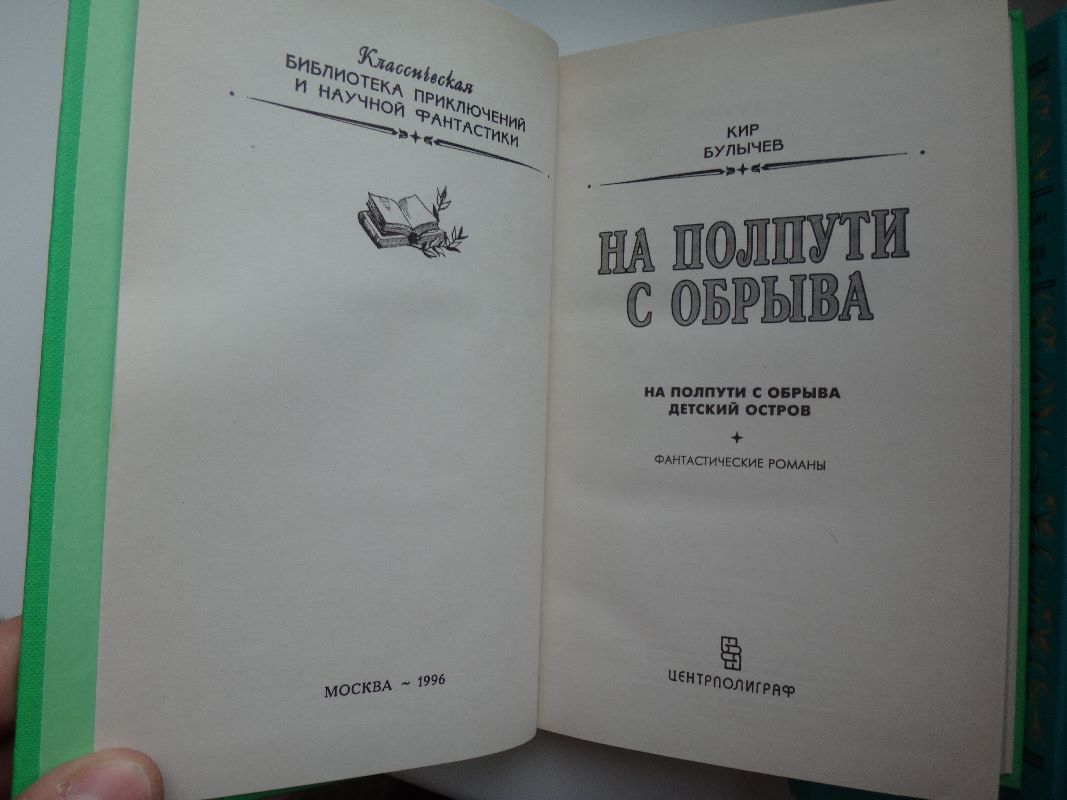 Классическая
БИБЛИОТЕКА ПРИКЛЮЧЕНИЙ
И НАУЧНОЙ ФАНТАСТИКИ
МОСКВА ~ 1996
КИР
БУЛЫЧЕВ
НА ПОЛПУТИ
С ОБРЫВА
НА ПОЛПУТИ С ОБРЫВА
ДЕТСКИЙ ОСТРОВ
ФАНТАСТИЧЕСКИЕ РОМАНЫ
ЦЕНТРПОЛИГРАФ